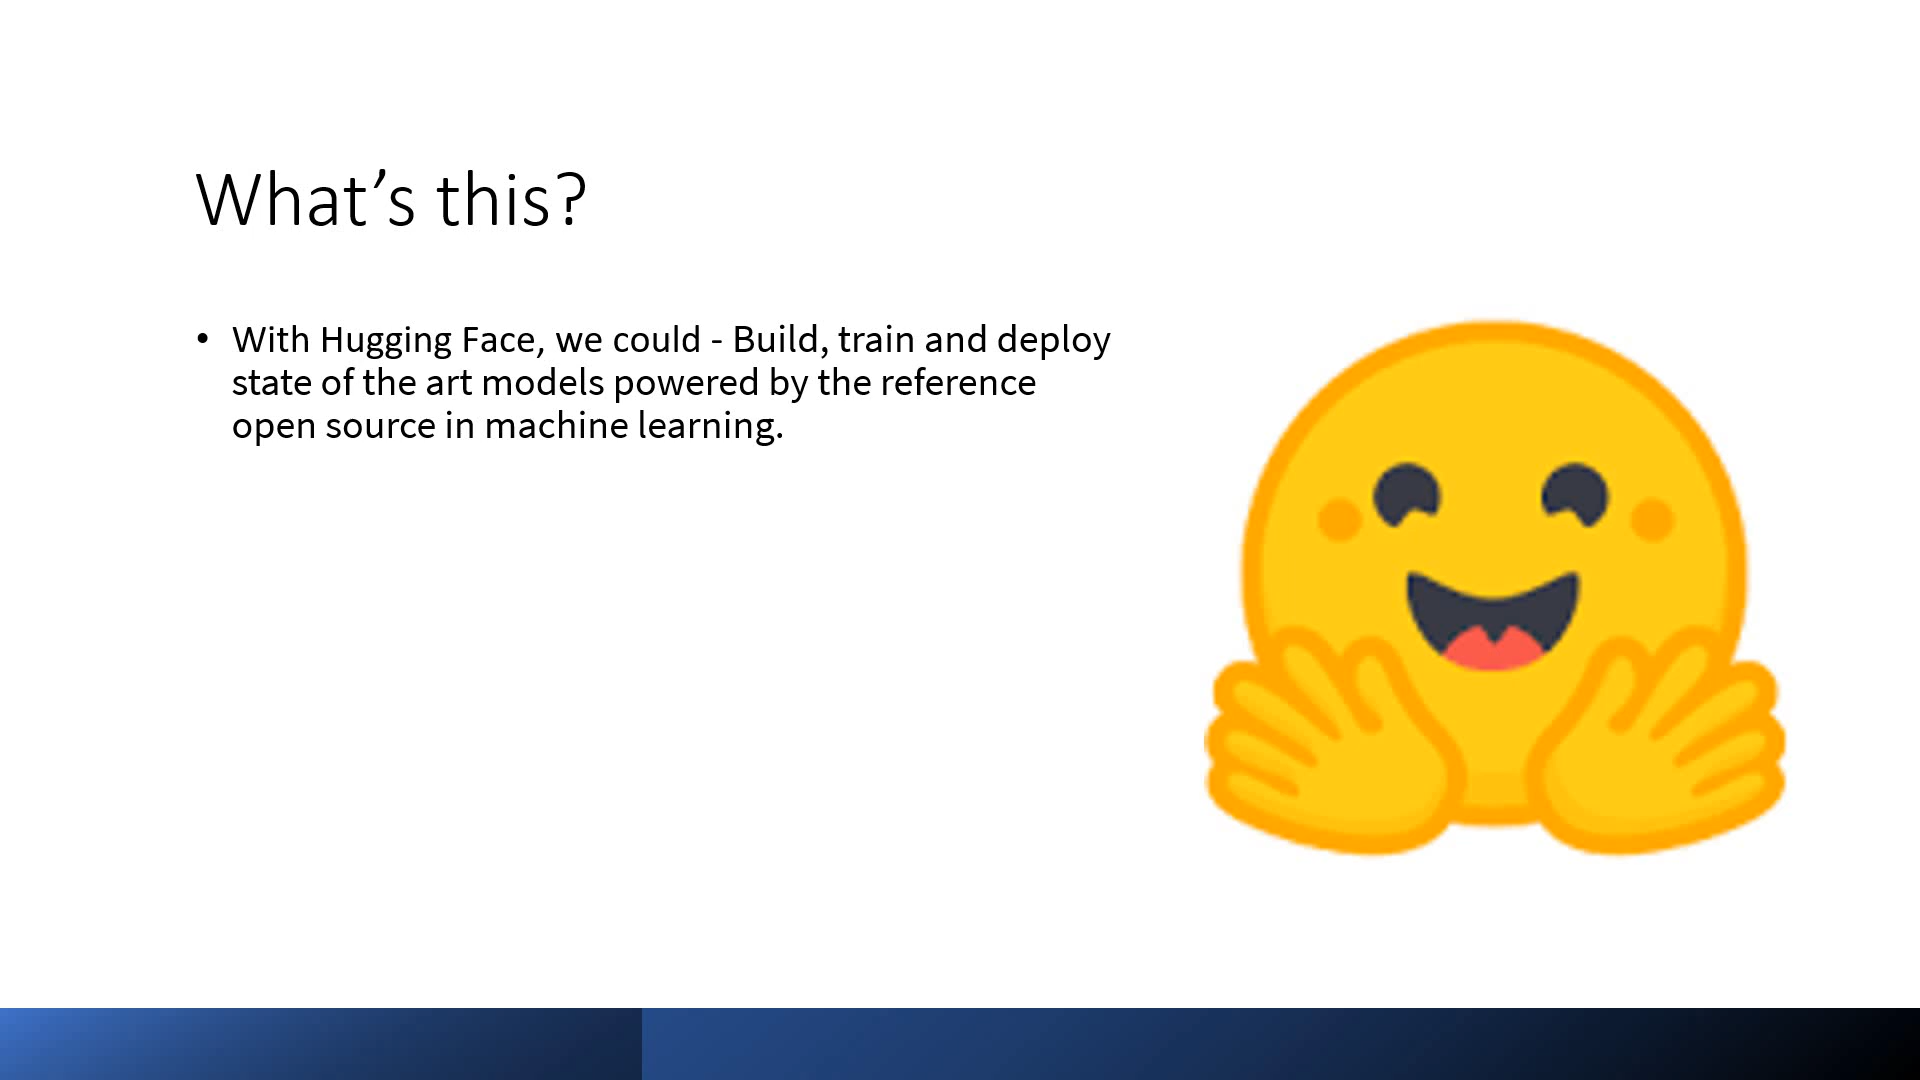 What’s this?
• With Hugging Face, we could - Build, train and deploy
state of the art models powered by the reference
open source in machine learning.